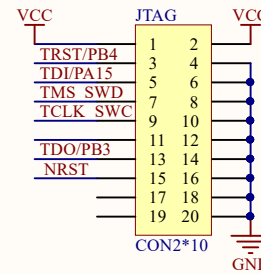 VCC JTAG VCC
1 2
TRST/PB4 3 4
TDI/PA15 5 6
TMS SWD 7 8
TCLK SWC 9 10
11 12
TDO/PB3 13 14
NRST 15 16
17 18
19 20
CON2*10
GND